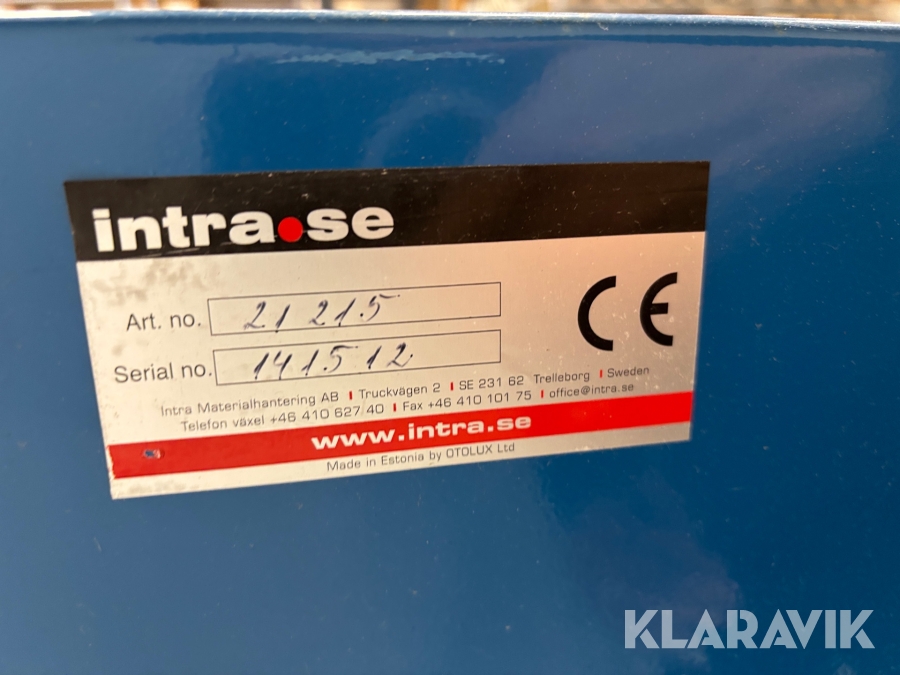 intra.se
Art. no. 21215
Serial no. 141512
Intra Materialhantering AB | Truckvägen 2 | SE 231 62 Trelleborg | Sweden
Telefon växel +46 410 627 40 | Fax +46 410 101 75 | office@intra.se
www.intra.se
Made in Estonia by OTOLUX Ltd
CE
KLARAVIK